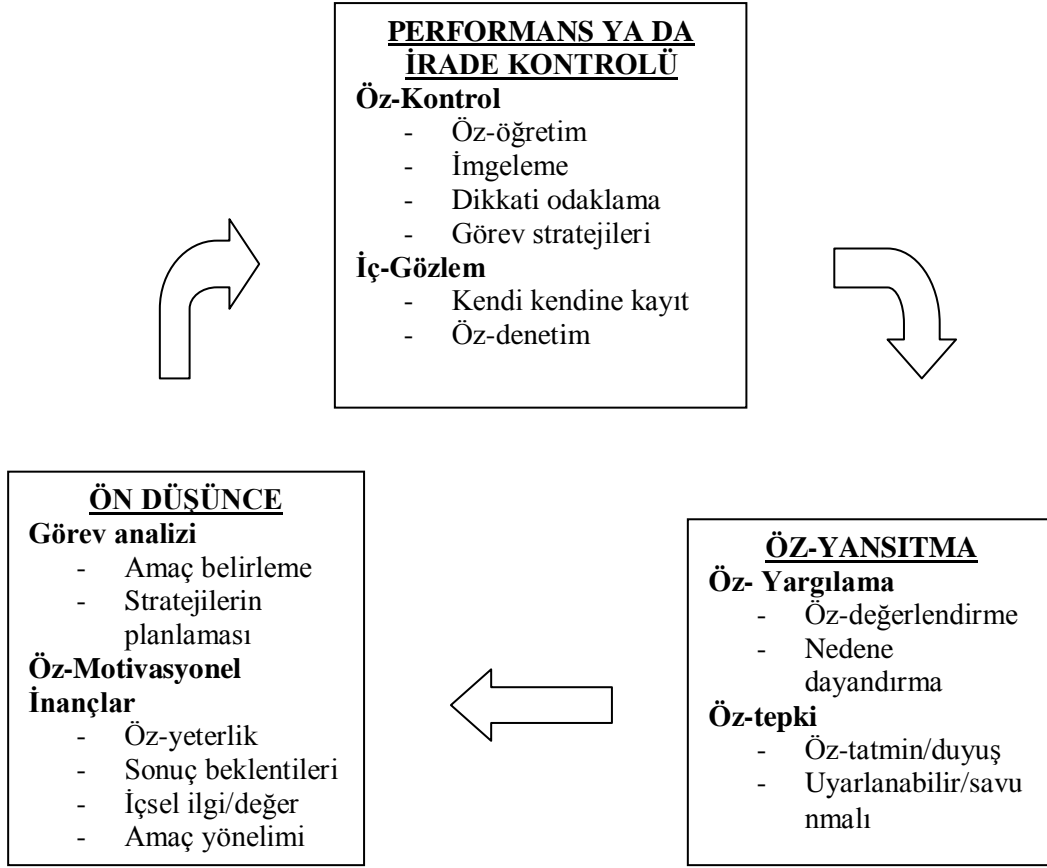 PERFORMANS YA DA
İRADE KONTROLÜ
Öz-Kontrol
- Öz-öğretim
- İmgeleme
- Dikkati odaklama
- Görev stratejileri
İç-Gözlem
- Kendi kendine kayıt
- Öz-denetim
ÖN DÜŞÜNCE
Görev analizi
- Amaç belirleme
- Stratejilerin
planlaması
Öz-Motivasyonel
İnançlar
- Öz-yeterlik
- Sonuç beklentileri
- İçsel ilgi/değer
- Amaç yönelimi
ÖZ-YANSITMA
Öz- Yargılama
- Öz-değerlendirme
- Nedene
dayandırma
Öz-tepki
- Öz-tatmin/duyuş
- Uyarlanabilir/savu
nmalı